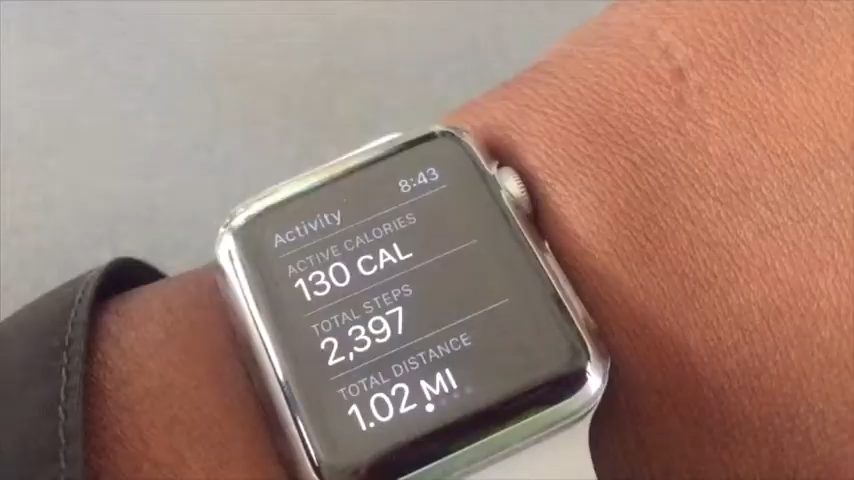 8:43
Activity
ACTIVE CALORIES
130 CAL
TOTAL STEPS
2,397
TOTAL DISTANCE
1.02 MI